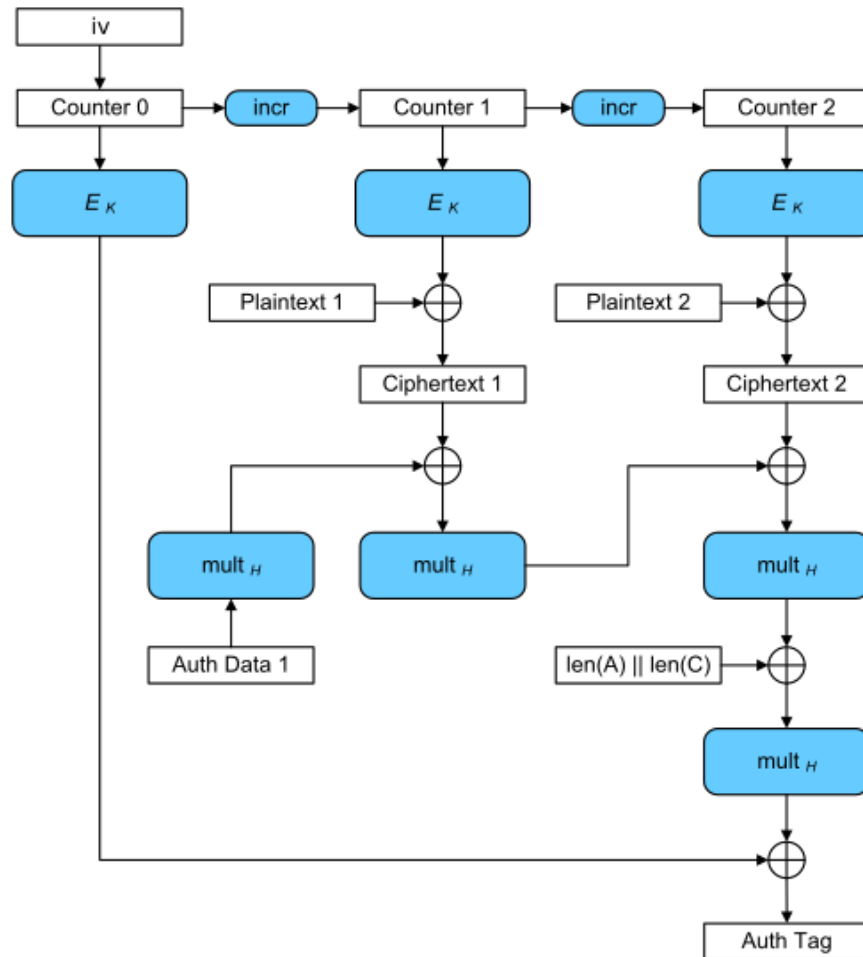 iv
Counter 0
incr
Counter 1
incr
Counter 2
E K
E K
E K
Plaintext 1
Plaintext 2
Ciphertext 1
Ciphertext 2
mult H
mult H
mult H
Auth Data 1
len(A) || len(C)
mult H
Auth Tag